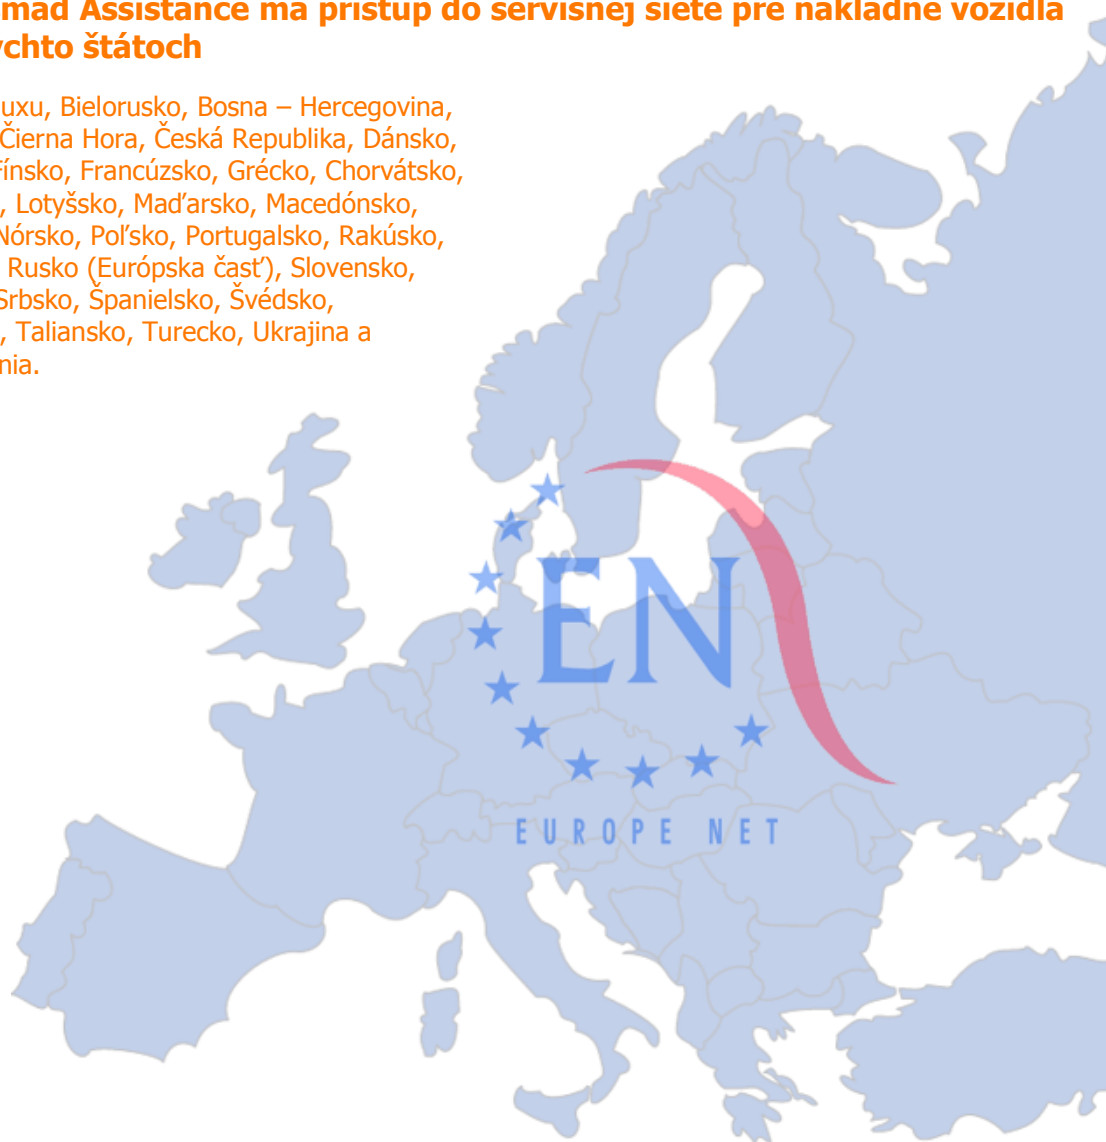 mad Assistance má prístup do servisnej siete pre nákladné vozidlá
ýchto štátoch
uxu, Bielorusko, Bosna – Hercegovina,
Čierna Hora, Česká Republika, Dánsko,
Fínsko, Francúzsko, Grécko, Chorvátsko,
, Lotyšsko, Maďarsko, Macedónsko,
Nórsko, Poľsko, Portugalsko, Rakúsko,
Rusko (Európska časť), Slovensko,
Srbsko, Španielsko, Švédsko,
, Taliansko, Turecko, Ukrajina a
nia.
EN
EUROPE NET